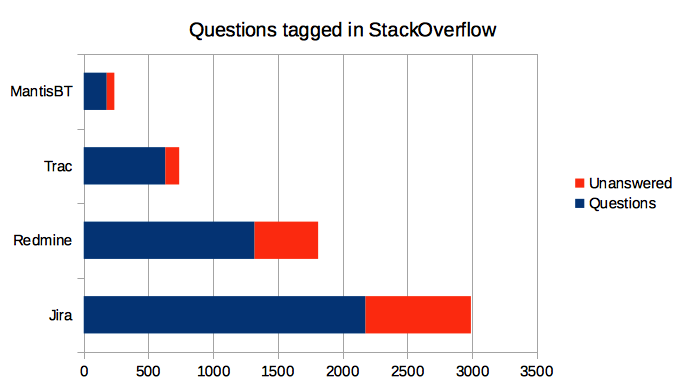 Questions tagged in StackOverflow
MantisBT
Trac
Redmine
Jira
Unanswered
Questions
0 500 1000 1500 2000 2500 3000 3500